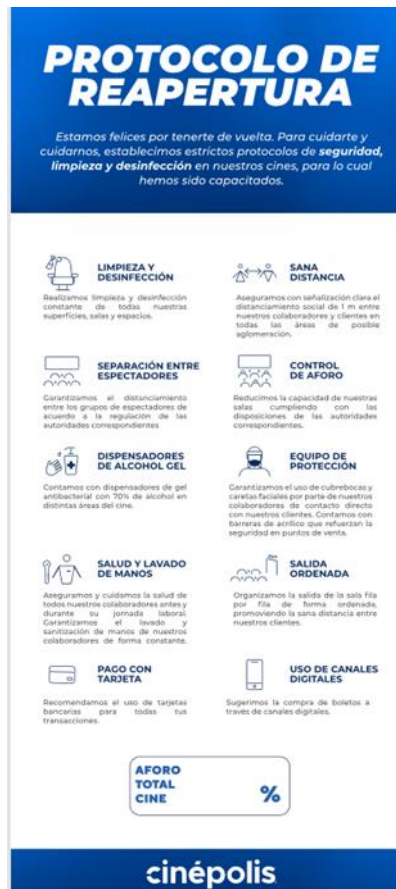 PROTOCOLO DE
REAPERTURA
Estamos felices por tenerte de vuelta. Para cuidarte y
cuidarnos, establecimos estrictos protocolos de seguridad,
limpieza y desinfección en nuestros cines, para lo cual
hemos sido capacitados.
LIMPIEZA Y
DESINFECCIÓN
Realizamos limpieza y desinfección
constante de todas nuestras
superficies, salas y espacios.
SANA
DISTANCIA
Aseguramos con señalización clara el
distanciamiento social de 1 m entre
nuestros colaboradores y clientes en
todas las áreas de posible
aglomeración.
SEPARACIÓN ENTRE
ESPECTADORES
Garantizamos el distanciamiento
entre los grupos de espectadores de
acuerdo a la regulación de las
autoridades correspondientes
CONTROL
DE AFORO
Reducimos la capacidad de nuestras
salas cumpliendo con las
disposiciones de las autoridades
correspondientes.
DISPENSADORES
DE ALCOHOL GEL
Contamos con dispensadores de gel
antibacterial con 70% de alcohol en
distintas áreas del cine.
EQUIPO DE
PROTECCIÓN
Garantizamos el uso de cubrebocas y
caretas faciales por parte de nuestros
colaboradores de contacto directo
con nuestros clientes. Contamos con
barreras de acrílico que refuerzan la
seguridad en puntos de venta.
SALUD Y LAVADO
DE MANOS
Aseguramos y cuidamos la salud de
todos nuestros colaboradores antes y
durante su jornada laboral.
Garantizamos el lavado y
sanitización de manos de nuestros
colaboradores de forma constante.
SALIDA
ORDENADA
Organizamos la salida de la sala fila
por fila de forma ordenada,
promoviendo la sana distancia entre
nuestros clientes.
PAGO CON
TARJETA
Recomendamos el uso de tarjetas
bancarias para todas tus
transacciones.
USO DE CANALES
DIGITALES
Sugerimos la compra de boletos a
través de canales digitales.
AFORO
TOTAL
CINE %
cinépolis